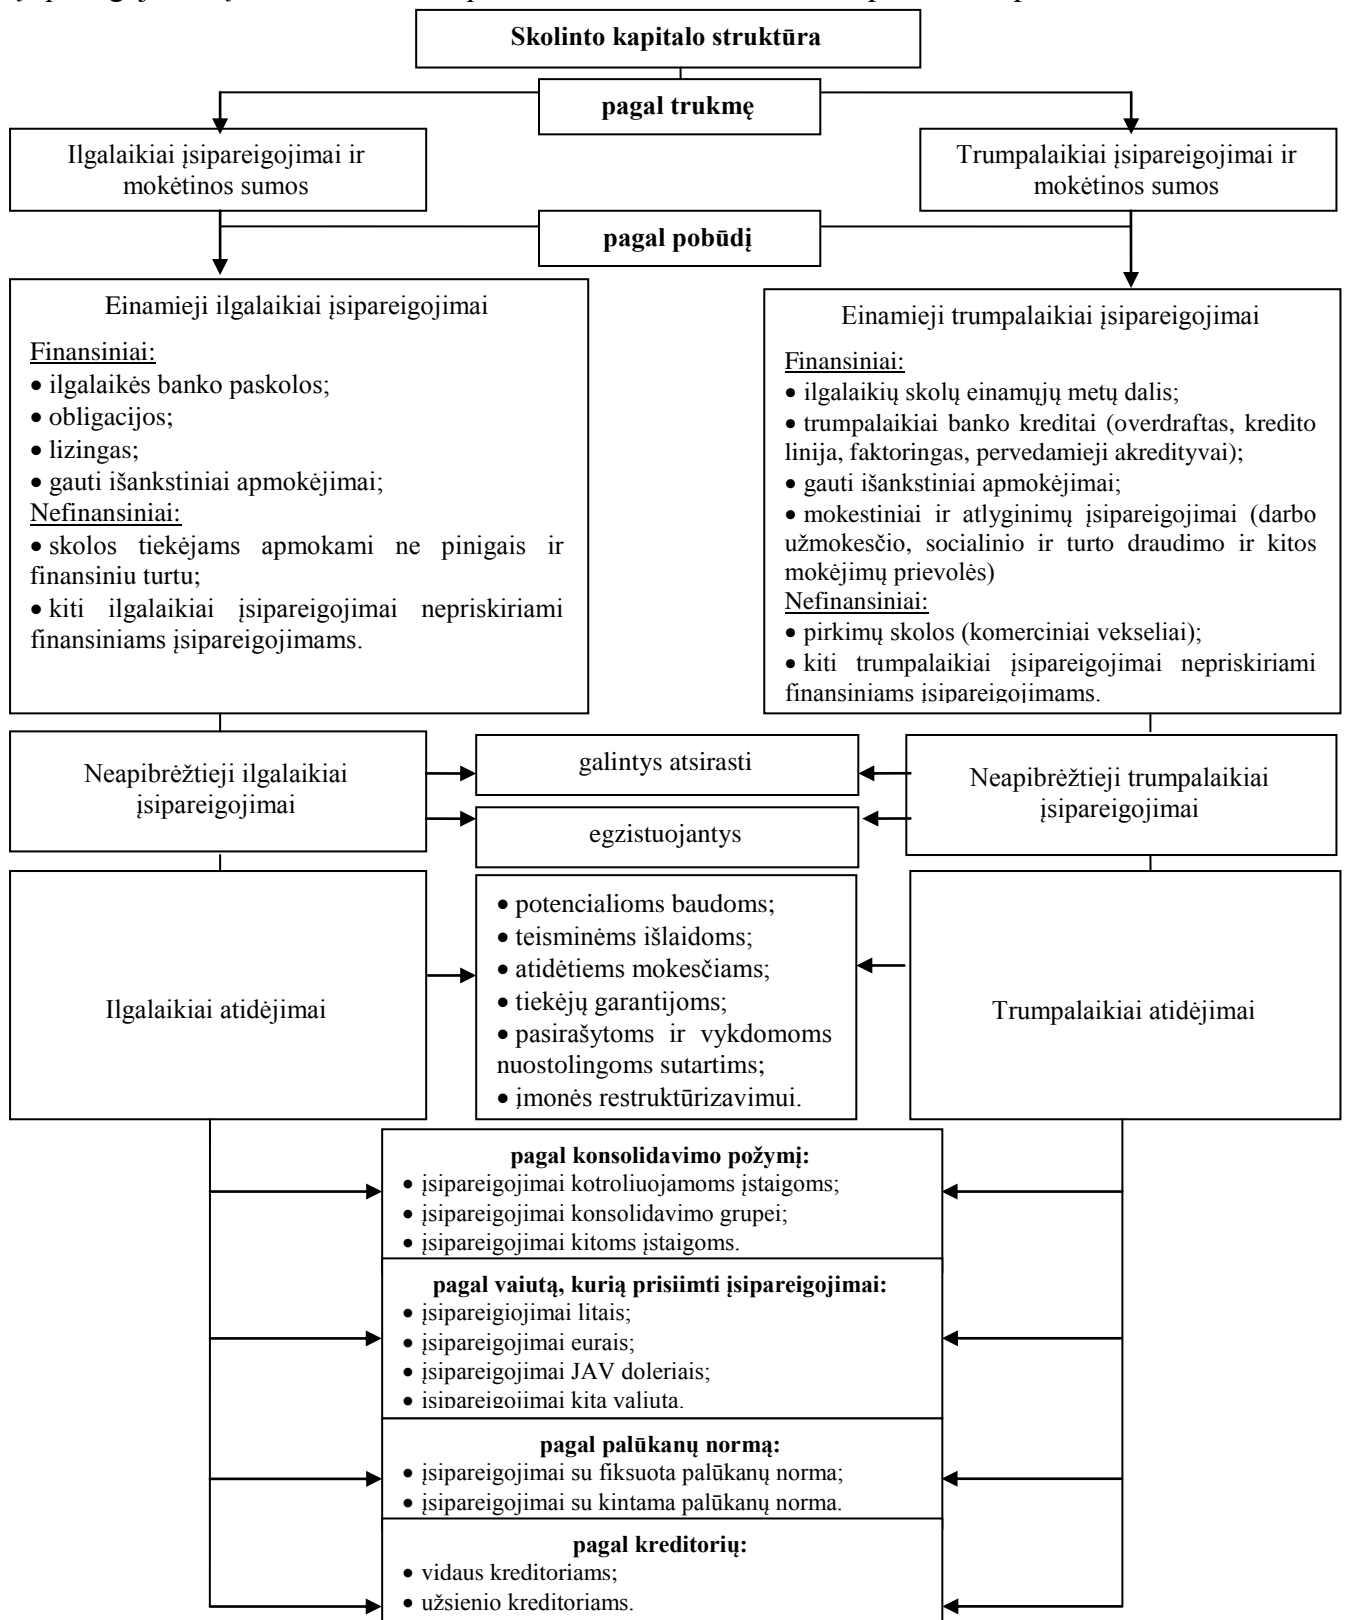 Skolinto kapitalo struktūra
pagal trukmę
Ilgalaikiai įsipareigojimai ir
mokėtinos sumos
Trumpalaikiai įsipareigojimai ir
mokėtinos sumos
pagal pobūdį
Einamieji ilgalaikiai įsipareigojimai
Finansiniai:
• ilgalaikės banko paskolos;
• obligacijos;
• lizingas;
• gauti išankstiniai apmokėjimai;
Nefinansiniai:
• skolos tiekėjams apmokami ne pinigais ir
finansiniu turtu;
• kiti ilgalaikiai įsipareigojimai nepriskiriami
finansiniams įsipareigojimams.
Einamieji trumpalaikiai įsipareigojimai
Finansiniai:
• ilgalaikių skolų einamųjų metų dalis;
• trumpalaikiai banko kreditai (overdraftas, kredito
linija, faktoringas, pervedamieji akredityvai);
• gauti išankstiniai apmokėjimai;
• mokestiniai ir atlyginimų įsipareigojimai (darbo
užmokesčio, socialinio ir turto draudimo ir kitos
mokėjimų prievolės)
Nefinansiniai:
• pirkimų skolos (komerciniai vekseliai);
• kiti trumpalaikiai įsipareigojimai nepriskiriami
finansiniams įsipareigojimams.
Neapibrėžtieji ilgalaikiai
įsipareigojimai
galintys atsirasti
egzistuojantys
Neapibrėžtieji trumpalaikiai
įsipareigojimai
Ilgalaikiai atidėjimai
• potencialioms baudoms;
• teisminėms išlaidoms;
• atidėtiems mokesčiams;
• tiekėjų garantijoms;
• pasirašytoms ir vykdomoms
nuostolingoms sutartims;
• įmonės restruktūrizavimui.
Trumpalaikiai atidėjimai
pagal konsolidavimo požymį:
• įsipareigojimai kotroliuojamoms įstaigoms;
• įsipareigojimai konsolidavimo grupei;
• įsipareigojimai kitoms įstaigoms.
pagal vaiutą, kurią prisiimti įsipareigojimai:
• įsipareigiojimai litais;
• įsipareigojimai eurais;
• įsipareigojimai JAV doleriais;
• įsipareigojimai kita valiuta.
pagal palūkanų normą:
• įsipareigojimai su fiksuota palūkanų norma;
• įsipareigojimai su kintama palūkanų norma.
pagal kreditorių:
• vidaus kreditoriams;
• užsienio kreditoriams.